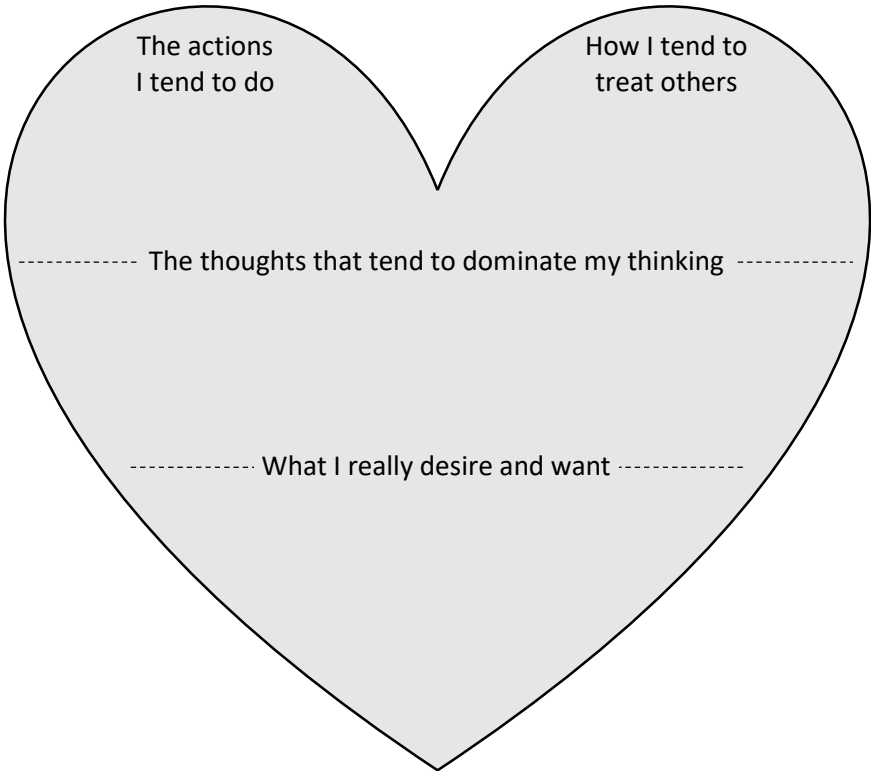 The actions
I tend to do
How I tend to
treat others
The thoughts that tend to dominate my thinking
What I really desire and want